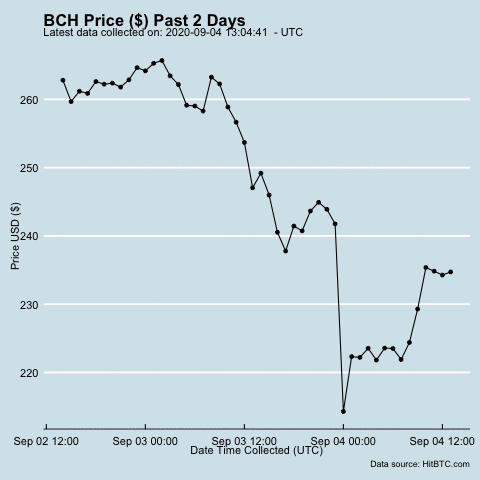 BCH Price ($) Past 2 Days
Latest data collected on: 2020-09-04 13:04:41 - UTC
260
250
240
230
220
Price USD ($)
Sep 02 12:00 Sep 03 00:00 Sep 03 12:00 Sep 04 00:00 Sep 04 12:00
Date Time Collected (UTC)
Data source: HitBTC.com